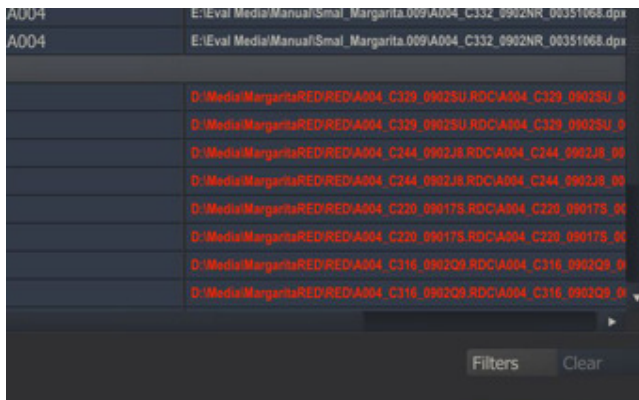 A004 E:\Eval Media\Manual\Smal_Margarita.009\A004_C332_0902NR_00351068.dpx
A004 E:\Eval Media\Manual\Smal_Margarita.009\A004_C332_0902NR_00351068.dpx
D:\Media\MargaritaRED\RED\A004_C329_0902SU.RDC\A004_C329_0902SU_0
D:\Media\MargaritaRED\RED\A004_C329_0902SU.RDC\A004_C329_0902SU_0
D:\Media\MargaritaRED\RED\A004_C244_0902J8.RDC\A004_C244_0902J8_00
D:\Media\MargaritaRED\RED\A004_C244_0902J8.RDC\A004_C244_0902J8_00
D:\Media\MargaritaRED\RED\A004_C220_09017S.RDC\A004_C220_09017S_00
D:\Media\MargaritaRED\RED\A004_C220_09017S.RDC\A004_C220_09017S_00
D:\Media\MargaritaRED\RED\A004_C316_0902Q9.RDC\A004_C316_0902Q9_0
D:\Media\MargaritaRED\RED\A004_C316_0902Q9.RDC\A004_C316_0902Q9_0
Filters Clear